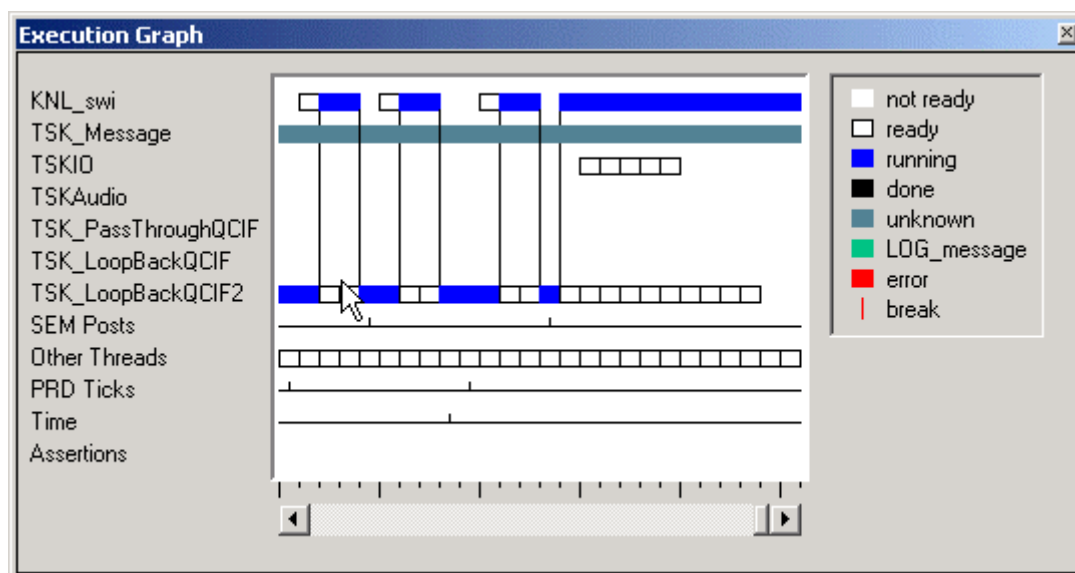 Execution Graph
KNL_swi
TSK_Message
TSKIO
TSKAudio
TSK_PassThroughQCIF
TSK_LoopBackQCIF
TSK_LoopBackQCIF2
SEM Posts
Other Threads
PRD Ticks
Time
Assertions
not ready
ready
running
done
unknown
LOG_message
error
break